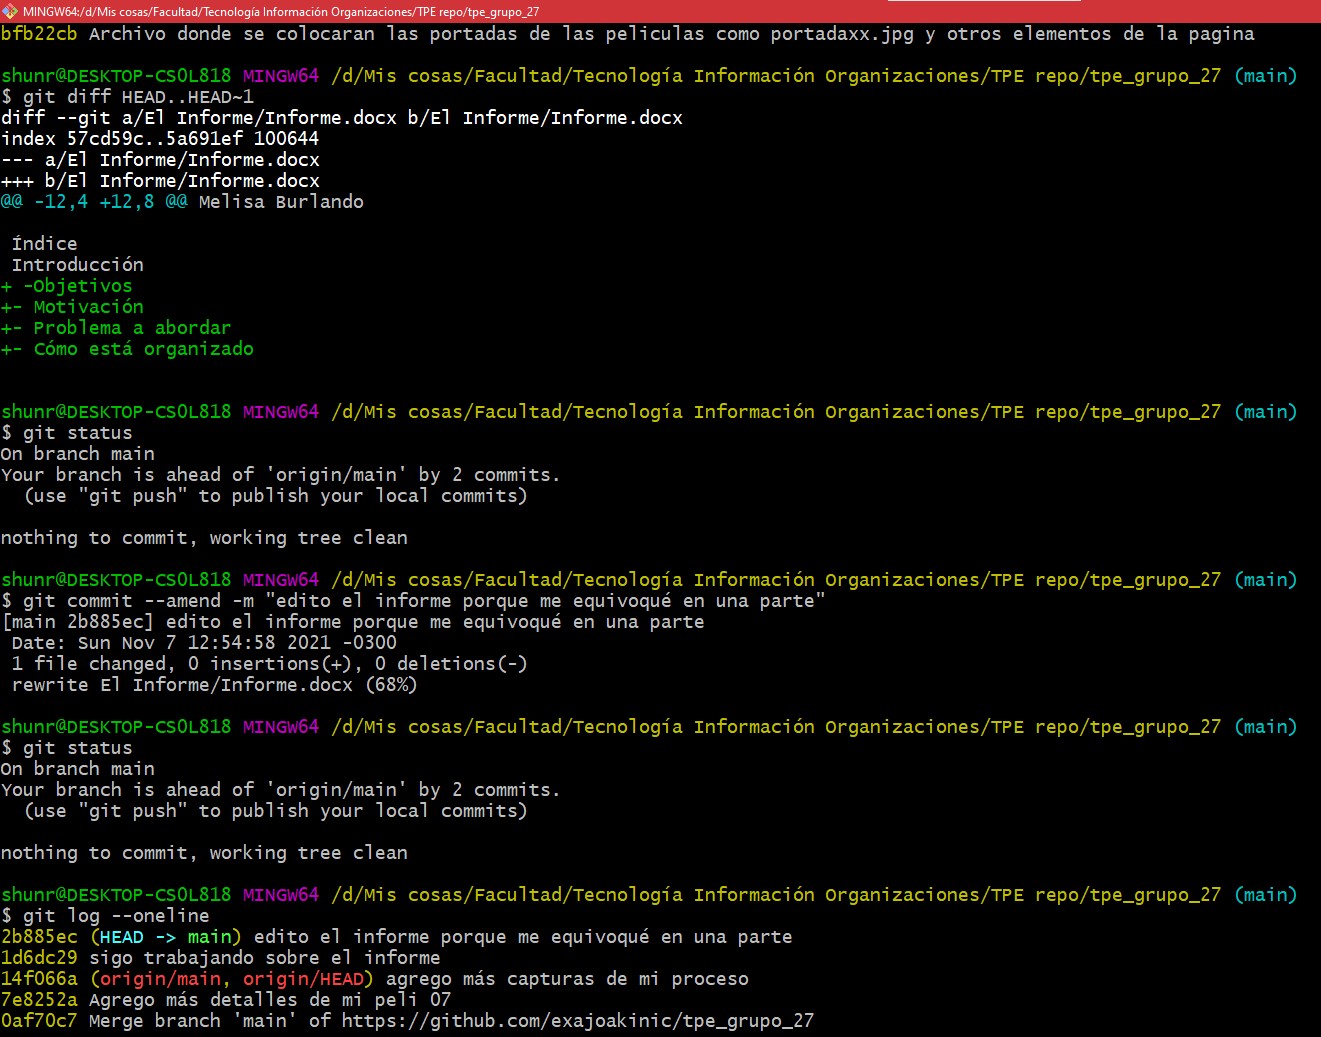 MINGW64:/d/Mis cosas/Facultad/Tecnología Información Organizaciones/TPE repo/tpe_grupo_27
bfb22cb Archivo donde se colocaran las portadas de las peliculas como portadaxx.jpg y otros elementos de la pagina
shunr@DESKTOP-CS0L818 MINGW64 /d/Mis cosas/Facultad/Tecnología Información Organizaciones/TPE repo/tpe_grupo_27 (main)
$ git diff HEAD..HEAD~1
diff --git a/El Informe/Informe.docx b/El Informe/Informe.docx
index 57cd59c..5a691ef 100644
--- a/El Informe/Informe.docx
+++ b/El Informe/Informe.docx
@@ -12,4 +12,8 @@ Melisa Burlando
Índice
Introducción
+ -Objetivos
+- Motivación
+- Problema a abordar
+- Cómo está organizado
shunr@DESKTOP-CS0L818 MINGW64 /d/Mis cosas/Facultad/Tecnología Información Organizaciones/TPE repo/tpe_grupo_27 (main)
$ git status
On branch main
Your branch is ahead of 'origin/main' by 2 commits.
(use "git push" to publish your local commits)
nothing to commit, working tree clean
shunr@DESKTOP-CS0L818 MINGW64 /d/Mis cosas/Facultad/Tecnología Información Organizaciones/TPE repo/tpe_grupo_27 (main)
$ git commit --amend -m "edito el informe porque me equivoqué en una parte"
[main 2b885ec] edito el informe porque me equivoqué en una parte
Date: Sun Nov 7 12:54:58 2021 -0300
1 file changed, 0 insertions(+), 0 deletions(-)
rewrite El Informe/Informe.docx (68%)
shunr@DESKTOP-CS0L818 MINGW64 /d/Mis cosas/Facultad/Tecnología Información Organizaciones/TPE repo/tpe_grupo_27 (main)
$ git status
On branch main
Your branch is ahead of 'origin/main' by 2 commits.
(use "git push" to publish your local commits)
nothing to commit, working tree clean
shunr@DESKTOP-CS0L818 MINGW64 /d/Mis cosas/Facultad/Tecnología Información Organizaciones/TPE repo/tpe_grupo_27 (main)
$ git log --oneline
2b885ec (HEAD -> main) edito el informe porque me equivoqué en una parte
1d6dc29 sigo trabajando sobre el informe
14f066a (origin/main, origin/HEAD) agrego más capturas de mi proceso
7e8252a Agrego más detalles de mi peli 07
0af70c7 Merge branch 'main' of https://github.com/exajoakinic/tpe_grupo_27